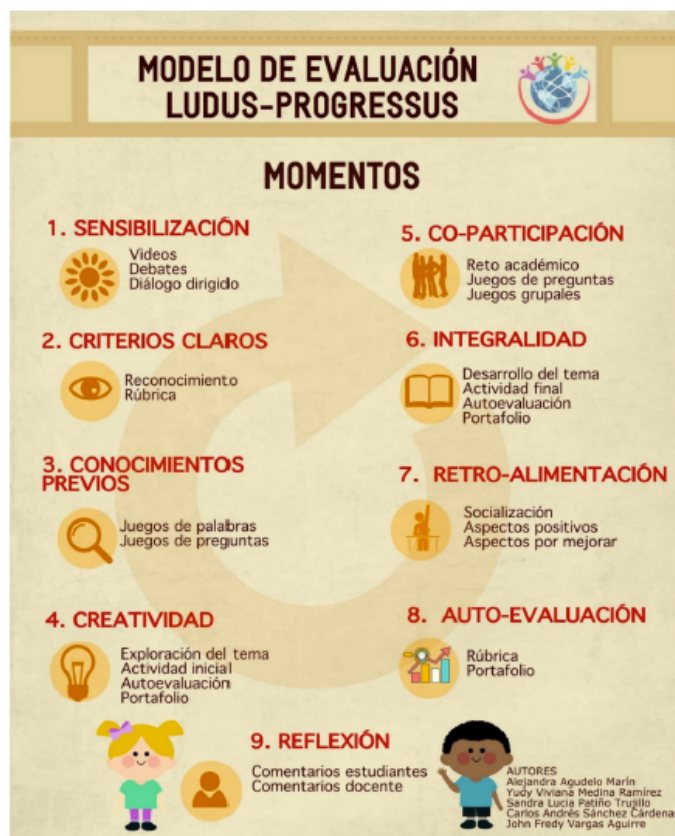 MODELO DE EVALUACIÓN
LUDUS-PROGRESSUS
MOMENTOS
1. SENSIBILIZACIÓN
Videos
Debates
Diálogo dirigido
2. CRITERIOS CLAROS
Reconocimiento
Rúbrica
3. CONOCIMIENTOS
PREVIOS
Juegos de palabras
Juegos de preguntas
4. CREATIVIDAD
Exploración del tema
Actividad inicial
Autoevaluación
Portafolio
5. CO-PARTICIPACIÓN
Reto académico
Juegos de preguntas
Juegos grupales
6. INTEGRALIDAD
Desarrollo del tema
Actividad final
Autoevaluación
Portafolio
7. RETRO-ALIMENTACIÓN
Socialización
Aspectos positivos
Aspectos por mejorar
8. AUTO-EVALUACIÓN
Rúbrica
Portafolio
9. REFLEXIÓN
Comentarios estudiantes
Comentarios docente
AUTORES
Alejandra Agudelo Marín
Yudy Viviana Medina Ramírez
Sandra Lucia Patiño Trujillo
Carlos Andrés Sánchez Cárdena
John Fredy Vargas Aguirre